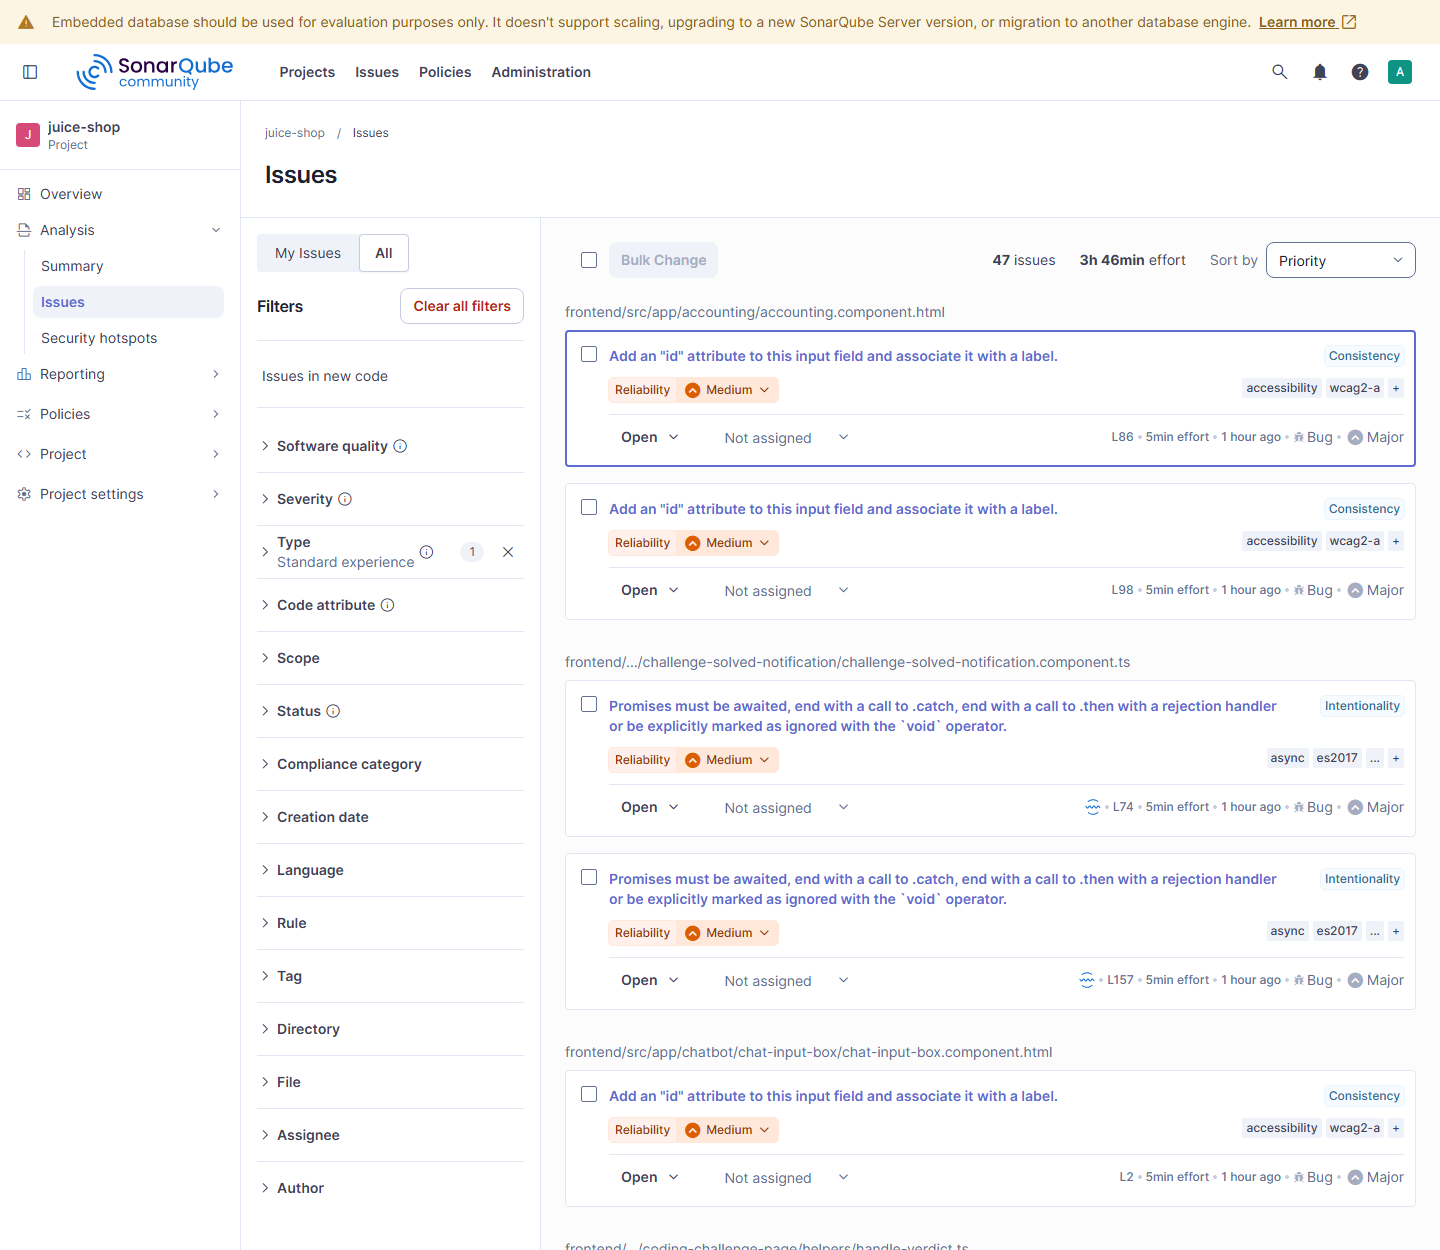 Embedded database should be used for evaluation purposes only. It doesn't support scaling, upgrading to a new SonarQube Server version, or migration to another database engine. Learn more
SonarQube community
Projects Issues Policies Administration
A
J
juice-shop
Project
Overview
Analysis
Summary
Issues
Security hotspots
Reporting
Policies
Project
Project settings
juice-shop / Issues
Issues
My Issues All
Filters Clear all filters
Issues in new code
Software quality
Severity
Type
Standard experience
1
Code attribute
Scope
Status
Compliance category
Creation date
Language
Rule
Tag
Directory
File
Assignee
Author
Bulk Change 47 issues 3h 46min effort Sort by Priority
frontend/src/app/accounting/accounting.component.html
Add an "id" attribute to this input field and associate it with a label. Consistency
Reliability Medium accessibility wcag2-a +
Open Not assigned L86 • 5min effort • 1 hour ago • Bug • Major
Add an "id" attribute to this input field and associate it with a label. Consistency
Reliability Medium accessibility wcag2-a +
Open Not assigned L98 • 5min effort • 1 hour ago • Bug • Major
frontend/.../challenge-solved-notification/challenge-solved-notification.component.ts
Promises must be awaited, end with a call to .catch, end with a call to .then with a rejection handler Intentionality
or be explicitly marked as ignored with the `void` operator.
Reliability Medium async es2017 ... +
Open Not assigned • L74 • 5min effort • 1 hour ago • Bug • Major
Promises must be awaited, end with a call to .catch, end with a call to .then with a rejection handler Intentionality
or be explicitly marked as ignored with the `void` operator.
Reliability Medium async es2017 ... +
Open Not assigned • L157 • 5min effort • 1 hour ago • Bug • Major
frontend/src/app/chatbot/chat-input-box/chat-input-box.component.html
Add an "id" attribute to this input field and associate it with a label. Consistency
Reliability Medium accessibility wcag2-a +
Open Not assigned L2 • 5min effort • 1 hour ago • Bug • Major
frontend/.../coding-challenge-page/helpers/handle-verdict.ts